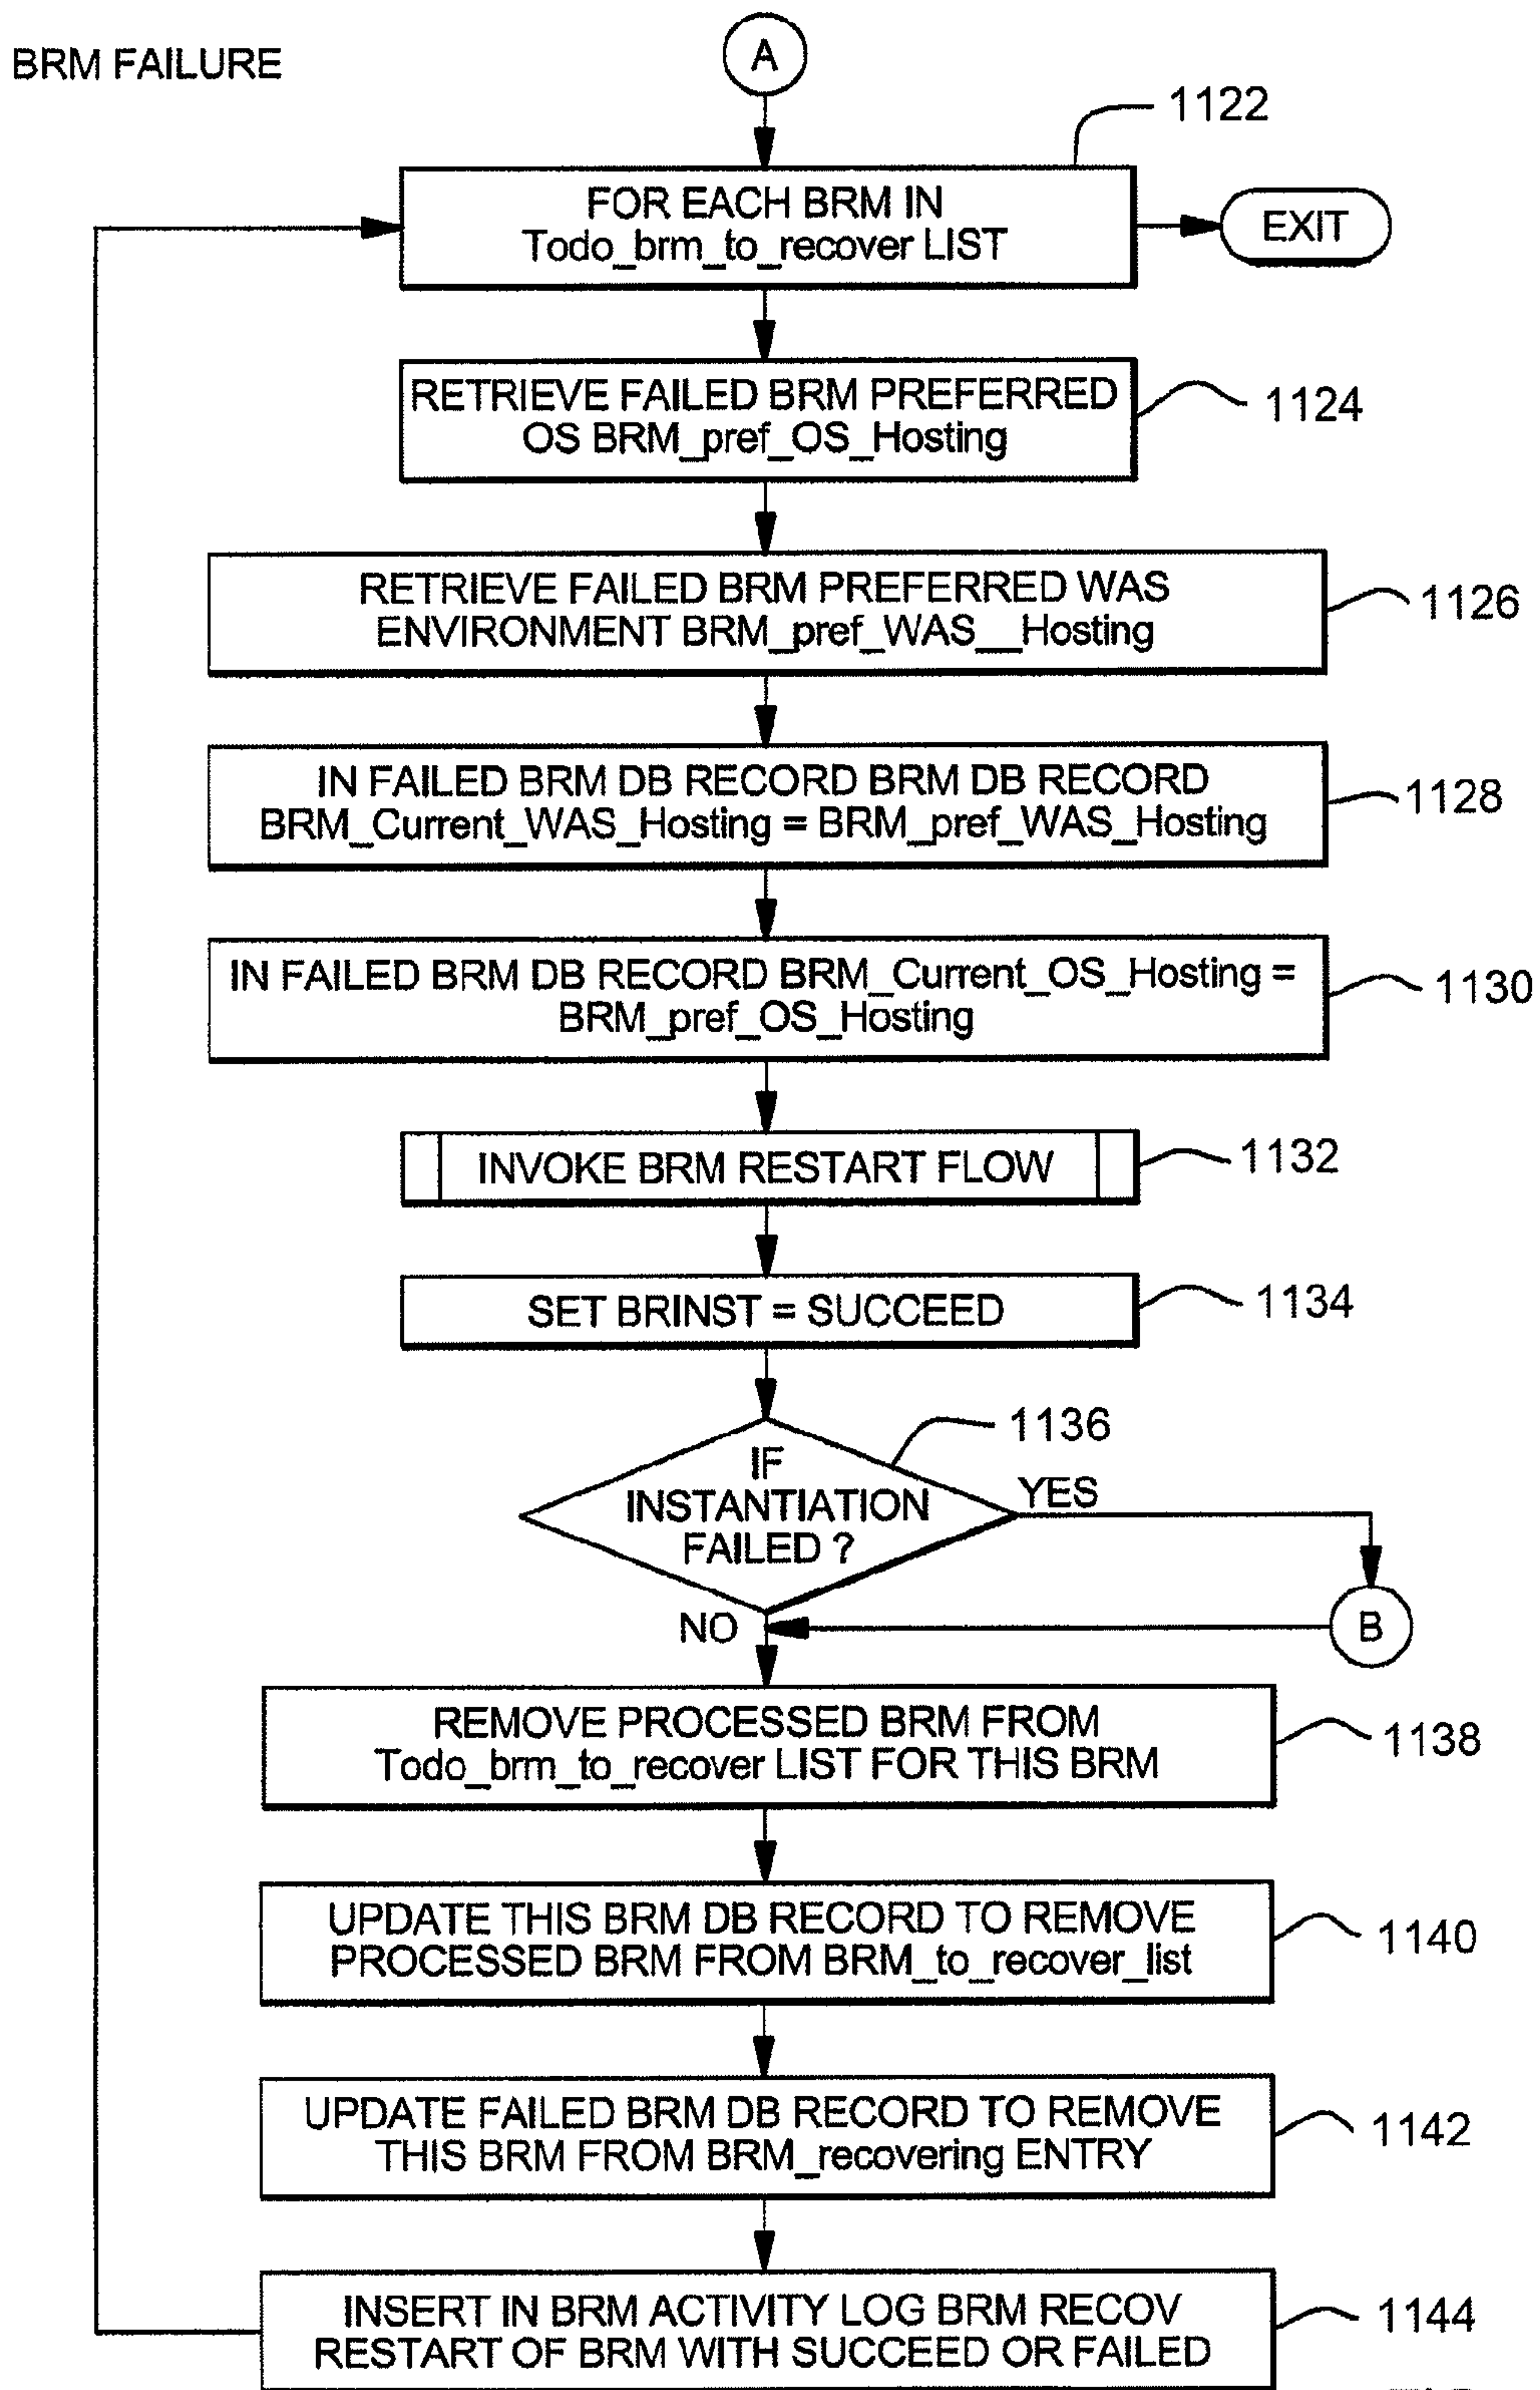 BRM FAILURE
A
1122
FOR EACH BRM IN
Todo_brm_to_recover LIST
EXIT
RETRIEVE FAILED BRM PREFERRED
OS BRM_pref_OS_Hosting
1124
RETRIEVE FAILED BRM PREFERRED WAS
ENVIRONMENT BRM_pref_WAS__Hosting
1126
IN FAILED BRM DB RECORD BRM DB RECORD
BRM_Current_WAS_Hosting = BRM_pref_WAS_Hosting
1128
IN FAILED BRM DB RECORD BRM_Current_OS_Hosting =
BRM_pref_OS_Hosting
1130
INVOKE BRM RESTART FLOW
1132
SET BRINST = SUCCEED
1134
1136
IF
INSTANTIATION
FAILED ?
YES
NO
B
REMOVE PROCESSED BRM FROM
Todo_brm_to_recover LIST FOR THIS BRM
1138
UPDATE THIS BRM DB RECORD TO REMOVE
PROCESSED BRM FROM BRM_to_recover_list
1140
UPDATE FAILED BRM DB RECORD TO REMOVE
THIS BRM FROM BRM_recovering ENTRY
1142
INSERT IN BRM ACTIVITY LOG BRM RECOV
RESTART OF BRM WITH SUCCEED OR FAILED
1144